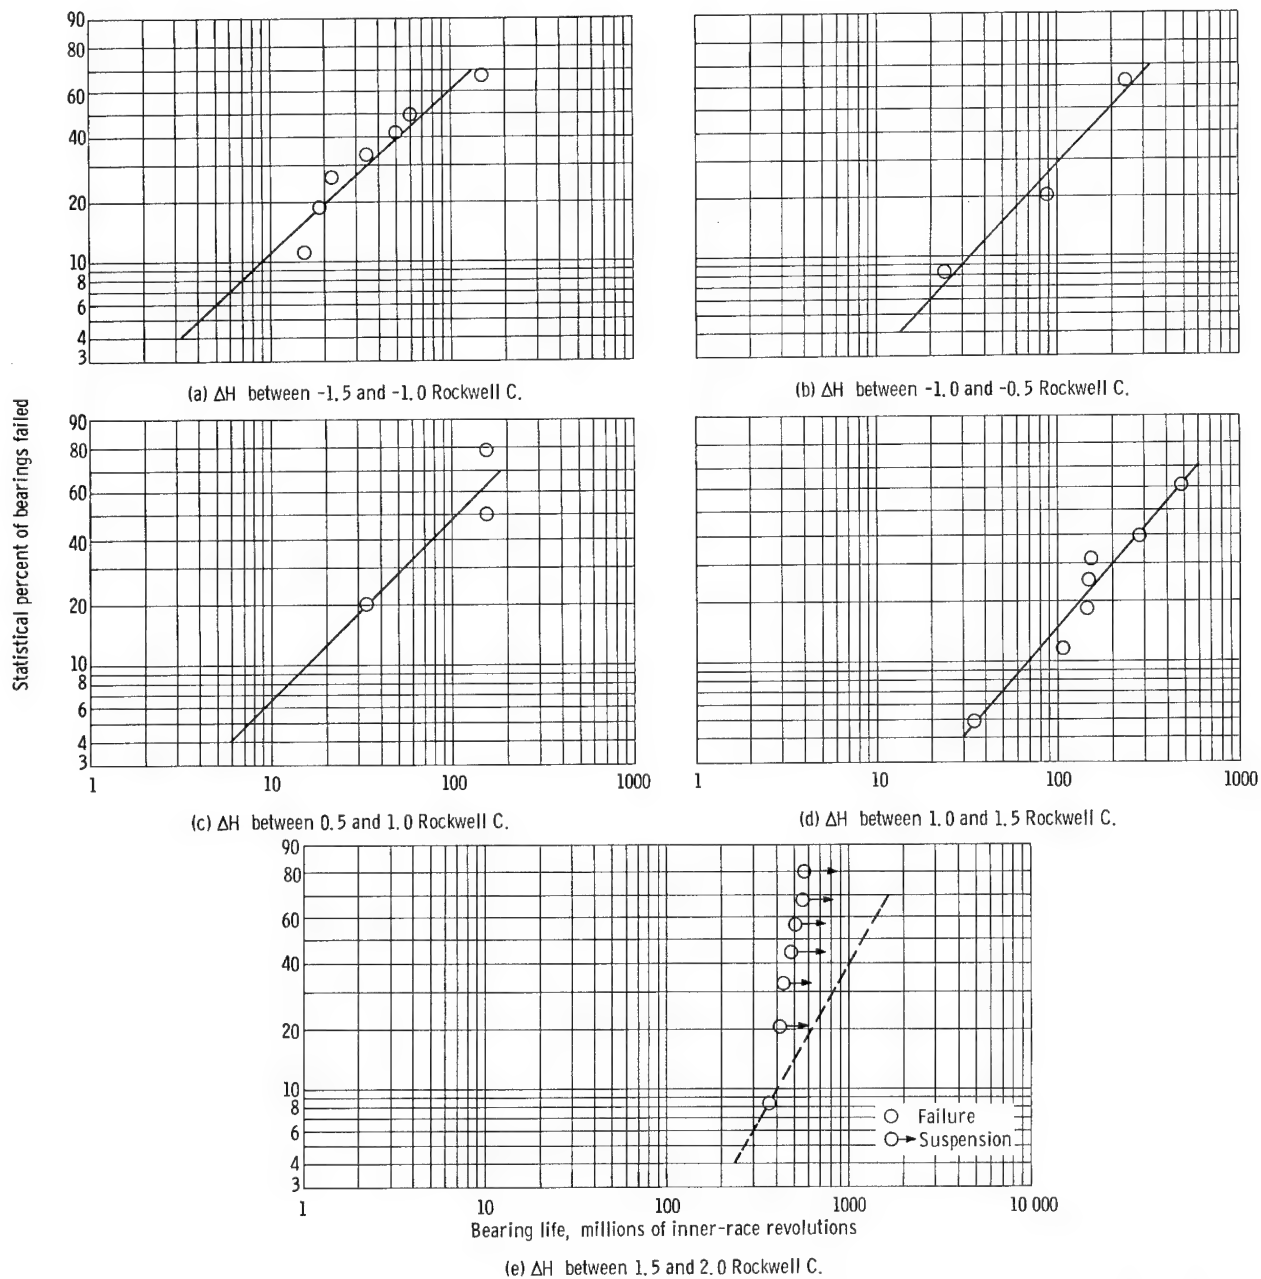 Statistical percent of bearings failed
90
80
60
40
20
10
8
6
4
3
(a) ΔH between -1.5 and -1.0 Rockwell C.
(b) ΔH between -1.0 and -0.5 Rockwell C.
90
80
60
40
20
10
8
6
4
3
1 10 100 1000
1 10 100 1000
(c) ΔH between 0.5 and 1.0 Rockwell C.
(d) ΔH between 1.0 and 1.5 Rockwell C.
90
80
60
40
20
10
8
6
4
3
Failure
Suspension
1 10 100 1000 10 000
Bearing life, millions of inner-race revolutions
(e) ΔH between 1.5 and 2.0 Rockwell C.